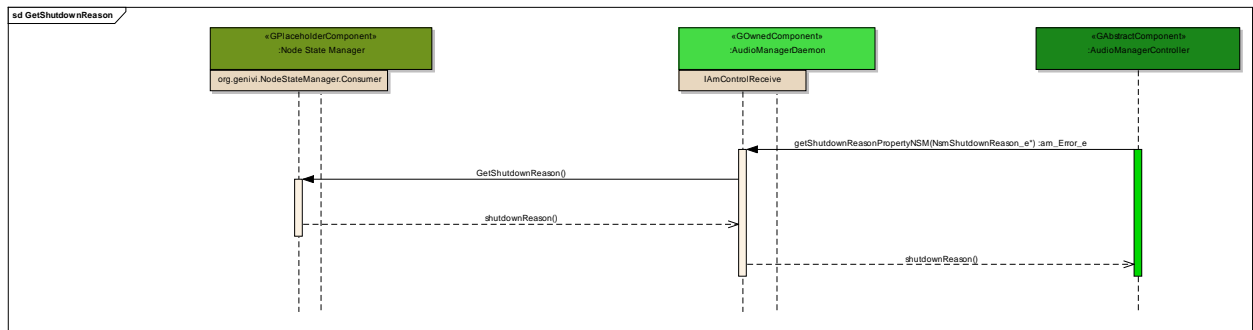 sd GetShutdownReason
«GPlaceholderComponent»
:Node State Manager
org.genivi.NodeStateManager.Consumer
«GOwnedComponent»
:AudioManagerDaemon
IAmControlReceive
«GAbstractComponent»
:AudioManagerController
getShutdownReasonPropertyNSM(NsmShutdownReason_e*) :am_Error_e
GetShutdownReason()
shutdownReason()
shutdownReason()